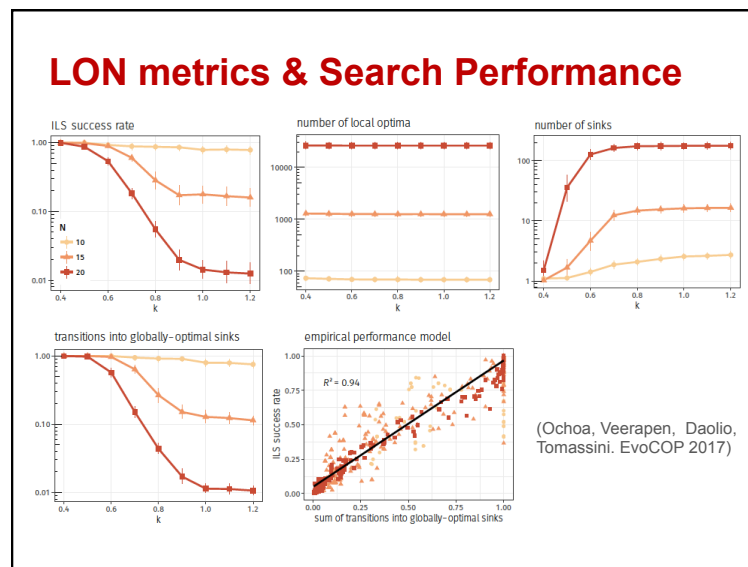 LON metrics & Search Performance
ILS success rate
1.00
0.10
0.01
N
10
15
20
0.4 0.6 0.8 1.0 1.2
k
number of local optima
10000
1000
100
0.4 0.6 0.8 1.0 1.2
k
number of sinks
100
10
1
0.4 0.6 0.8 1.0 1.2
k
transitions into globally-optimal sinks
1.00
0.10
0.01
0.4 0.6 0.8 1.0 1.2
k
empirical performance model
ILS success rate
1.00
0.75
0.50
0.25
0.00
R² = 0.94
0.00 0.25 0.50 0.75 1.00
sum of transitions into globally-optimal sinks
(Ochoa, Veerapen, Daolio,
Tomassini. EvoCOP 2017)